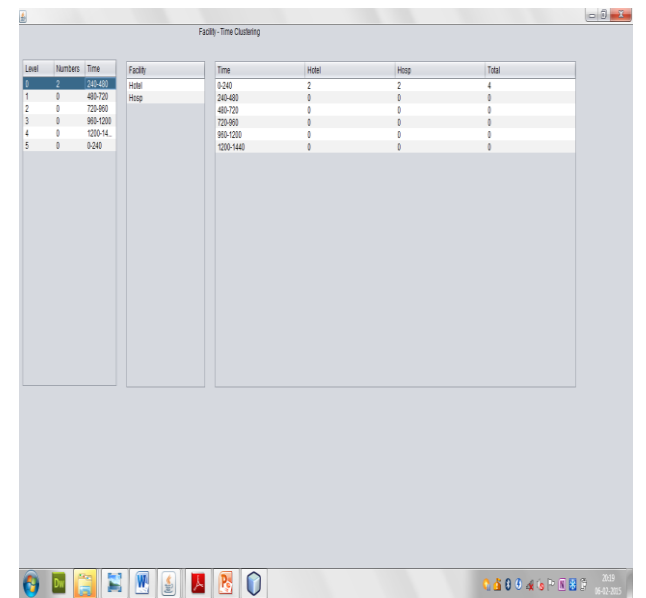 Facility - Time Clustering
Level Numbers Time
0 2 240-480
1 0 480-720
2 0 720-960
3 0 960-1200
4 0 1200-14...
5 0 0-240
Facility
Hotel
Hosp
Time Hotel Hosp Total
0-240 2 2 4
240-480 0 0 0
480-720 0 0 0
720-960 0 0 0
960-1200 0 0 0
1200-1440 0 0 0
Dw W P N
20:19
06-02-2015